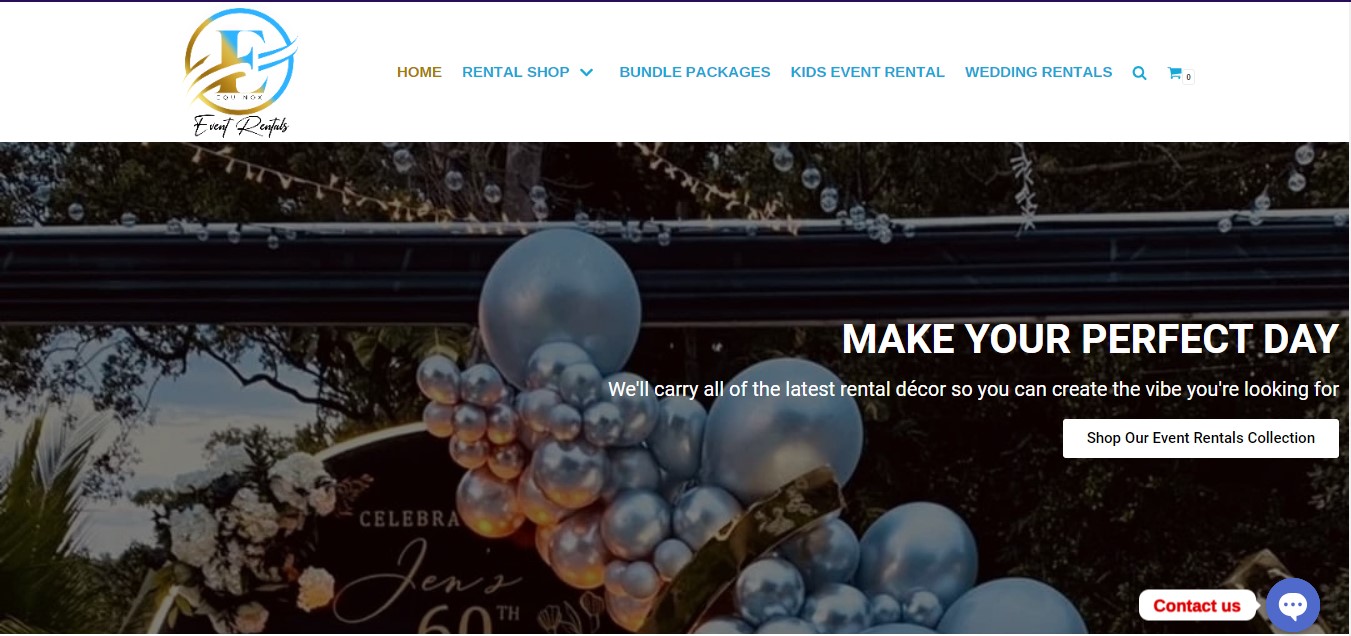 E
EQUINOX
Event Rentals
HOME
RENTAL SHOP
BUNDLE PACKAGES
KIDS EVENT RENTAL
WEDDING RENTALS
0
MAKE YOUR PERFECT DAY
We'll carry all of the latest rental décor so you can create the vibe you're looking for
Shop Our Event Rentals Collection
CELEBRA
Jen's
60TH
Contact us